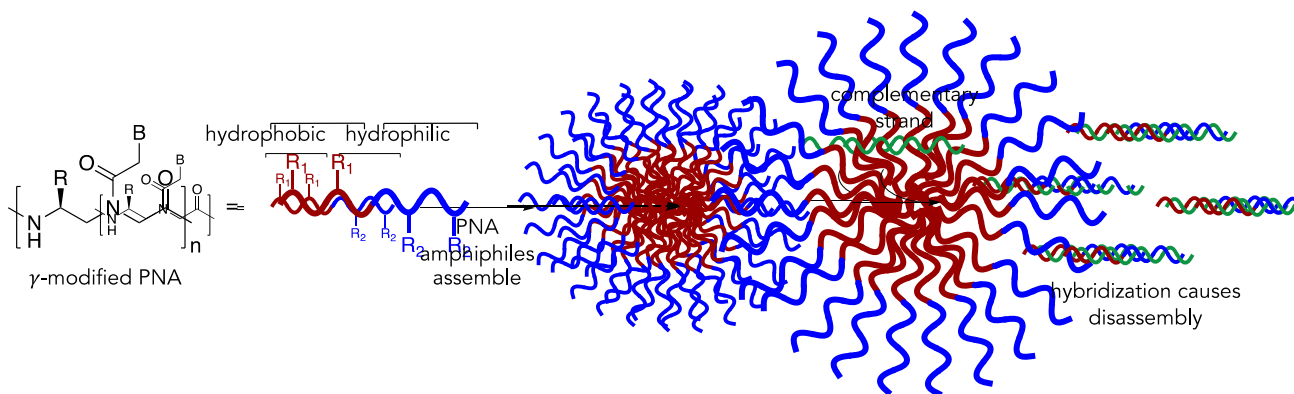 hydrophobic hydrophilic
complementary
strand
B
B
O
O
O
O
R
R
N
H
N
H
N
N
n
=
R1
R1
R1
R1
R2
R2
R2
R2
γ-modified PNA
PNA
amphiphiles
assemble
hybridization causes
disassembly